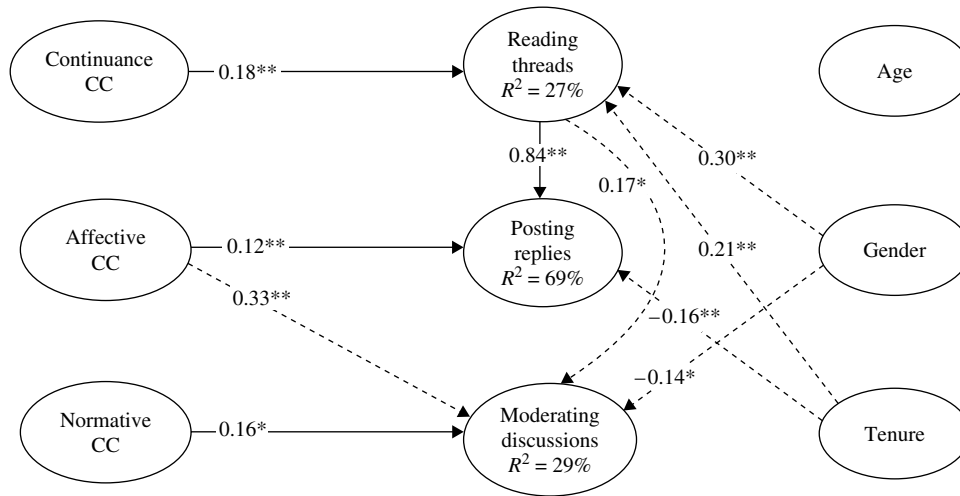 Continuance
CC
0.18**
Reading
threads
R² = 27%
Age
0.84**
0.17*
0.30**
Affective
CC
0.12**
Posting
replies
R² = 69%
0.21**
Gender
0.33**
−0.16**
−0.14*
Normative
CC
0.16*
Moderating
discussions
R² = 29%
Tenure